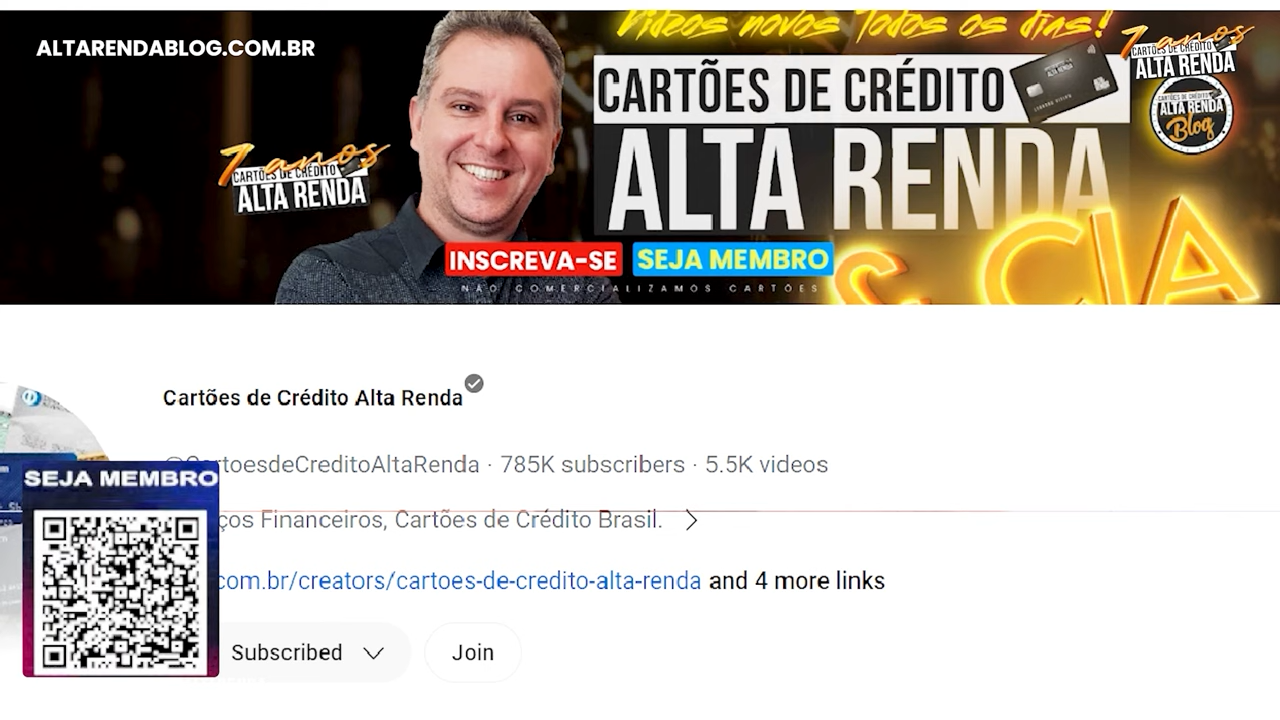 Vídeos novos Todos os dias!
ALTARENDABLOG.COM.BR
7 anos
CARTÕES DE CRÉDITO
ALTA RENDA
CARTÕES DE CRÉDITO
ALTA RENDA
& CIA
7 anos
CARTÕES DE CRÉDITO
ALTA RENDA
CARTÕES DE CRÉDITO
ALTA RENDA
Blog
INSCREVA-SE
SEJA MEMBRO
NÃO COMERCIALIZAMOS CARTÕES
Cartões de Crédito Alta Renda
@CartoesdeCreditoAltaRenda · 785K subscribers · 5.5K videos
ços Financeiros, Cartões de Crédito Brasil.
com.br/creators/cartoes-de-credito-alta-renda and 4 more links
SEJA MEMBRO
Subscribed
Join